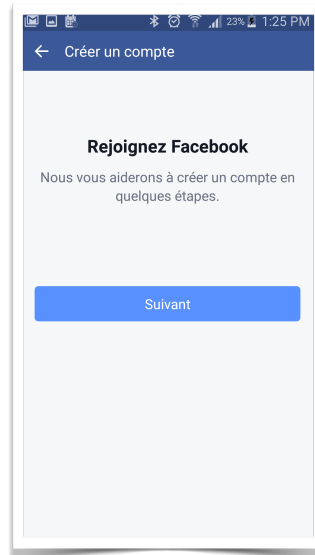 23% 1:25 PM
Créer un compte
Rejoignez Facebook
Nous vous aiderons à créer un compte en
quelques étapes.
Suivant